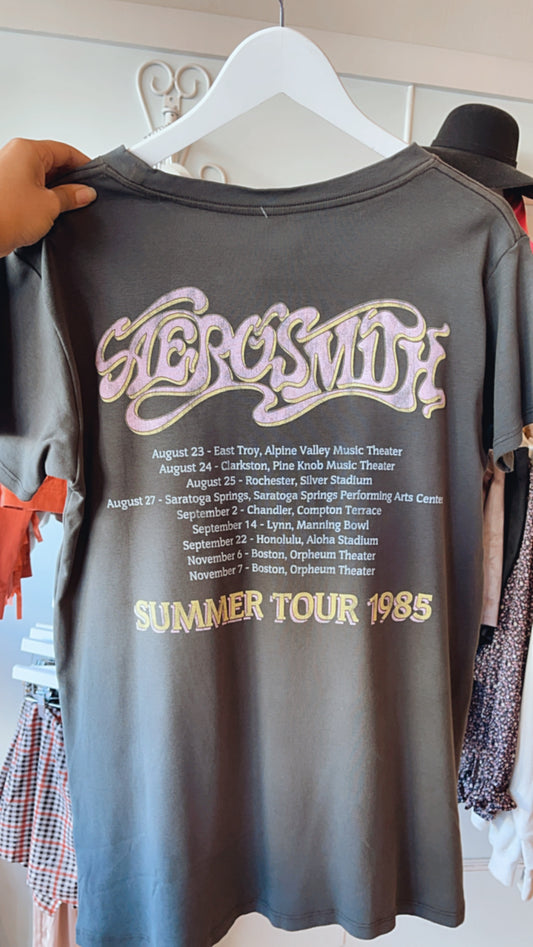 AEROSMITH
August 23 - East Troy, Alpine Valley Music Theater
August 24 - Clarkston, Pine Knob Music Theater
August 25 - Rochester, Silver Stadium
August 27 - Saratoga Springs, Saratoga Springs Performing Arts Center
September 2 - Chandler, Compton Terrace
September 14 - Lynn, Manning Bowl
September 22 - Honolulu, Aloha Stadium
November 6 - Boston, Orpheum Theater
November 7 - Boston, Orpheum Theater
SUMMER TOUR 1985